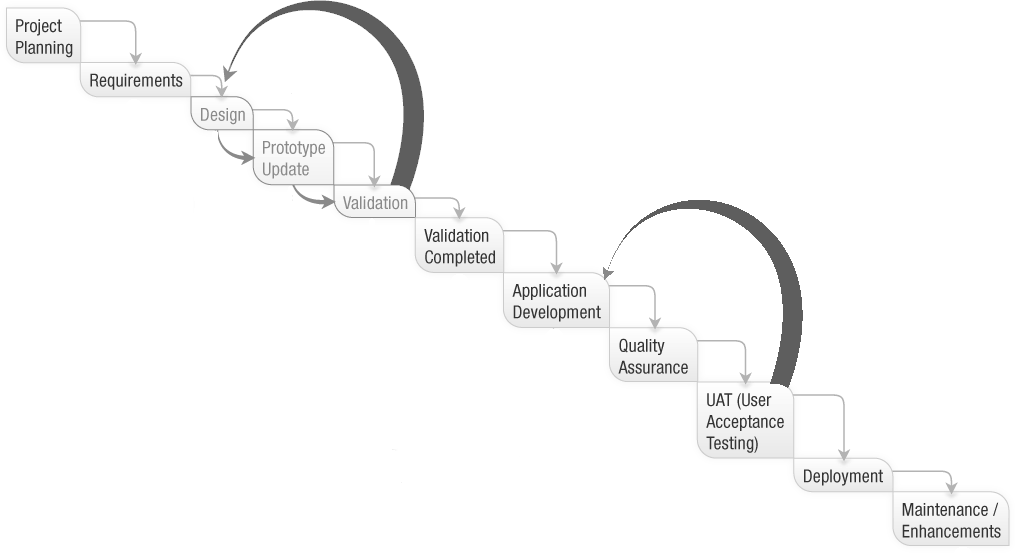 Project
Planning
Requirements
Design
Prototype
Update
Validation
Validation
Completed
Application
Development
Quality
Assurance
UAT (User
Acceptance
Testing)
Deployment
Maintenance /
Enhancements